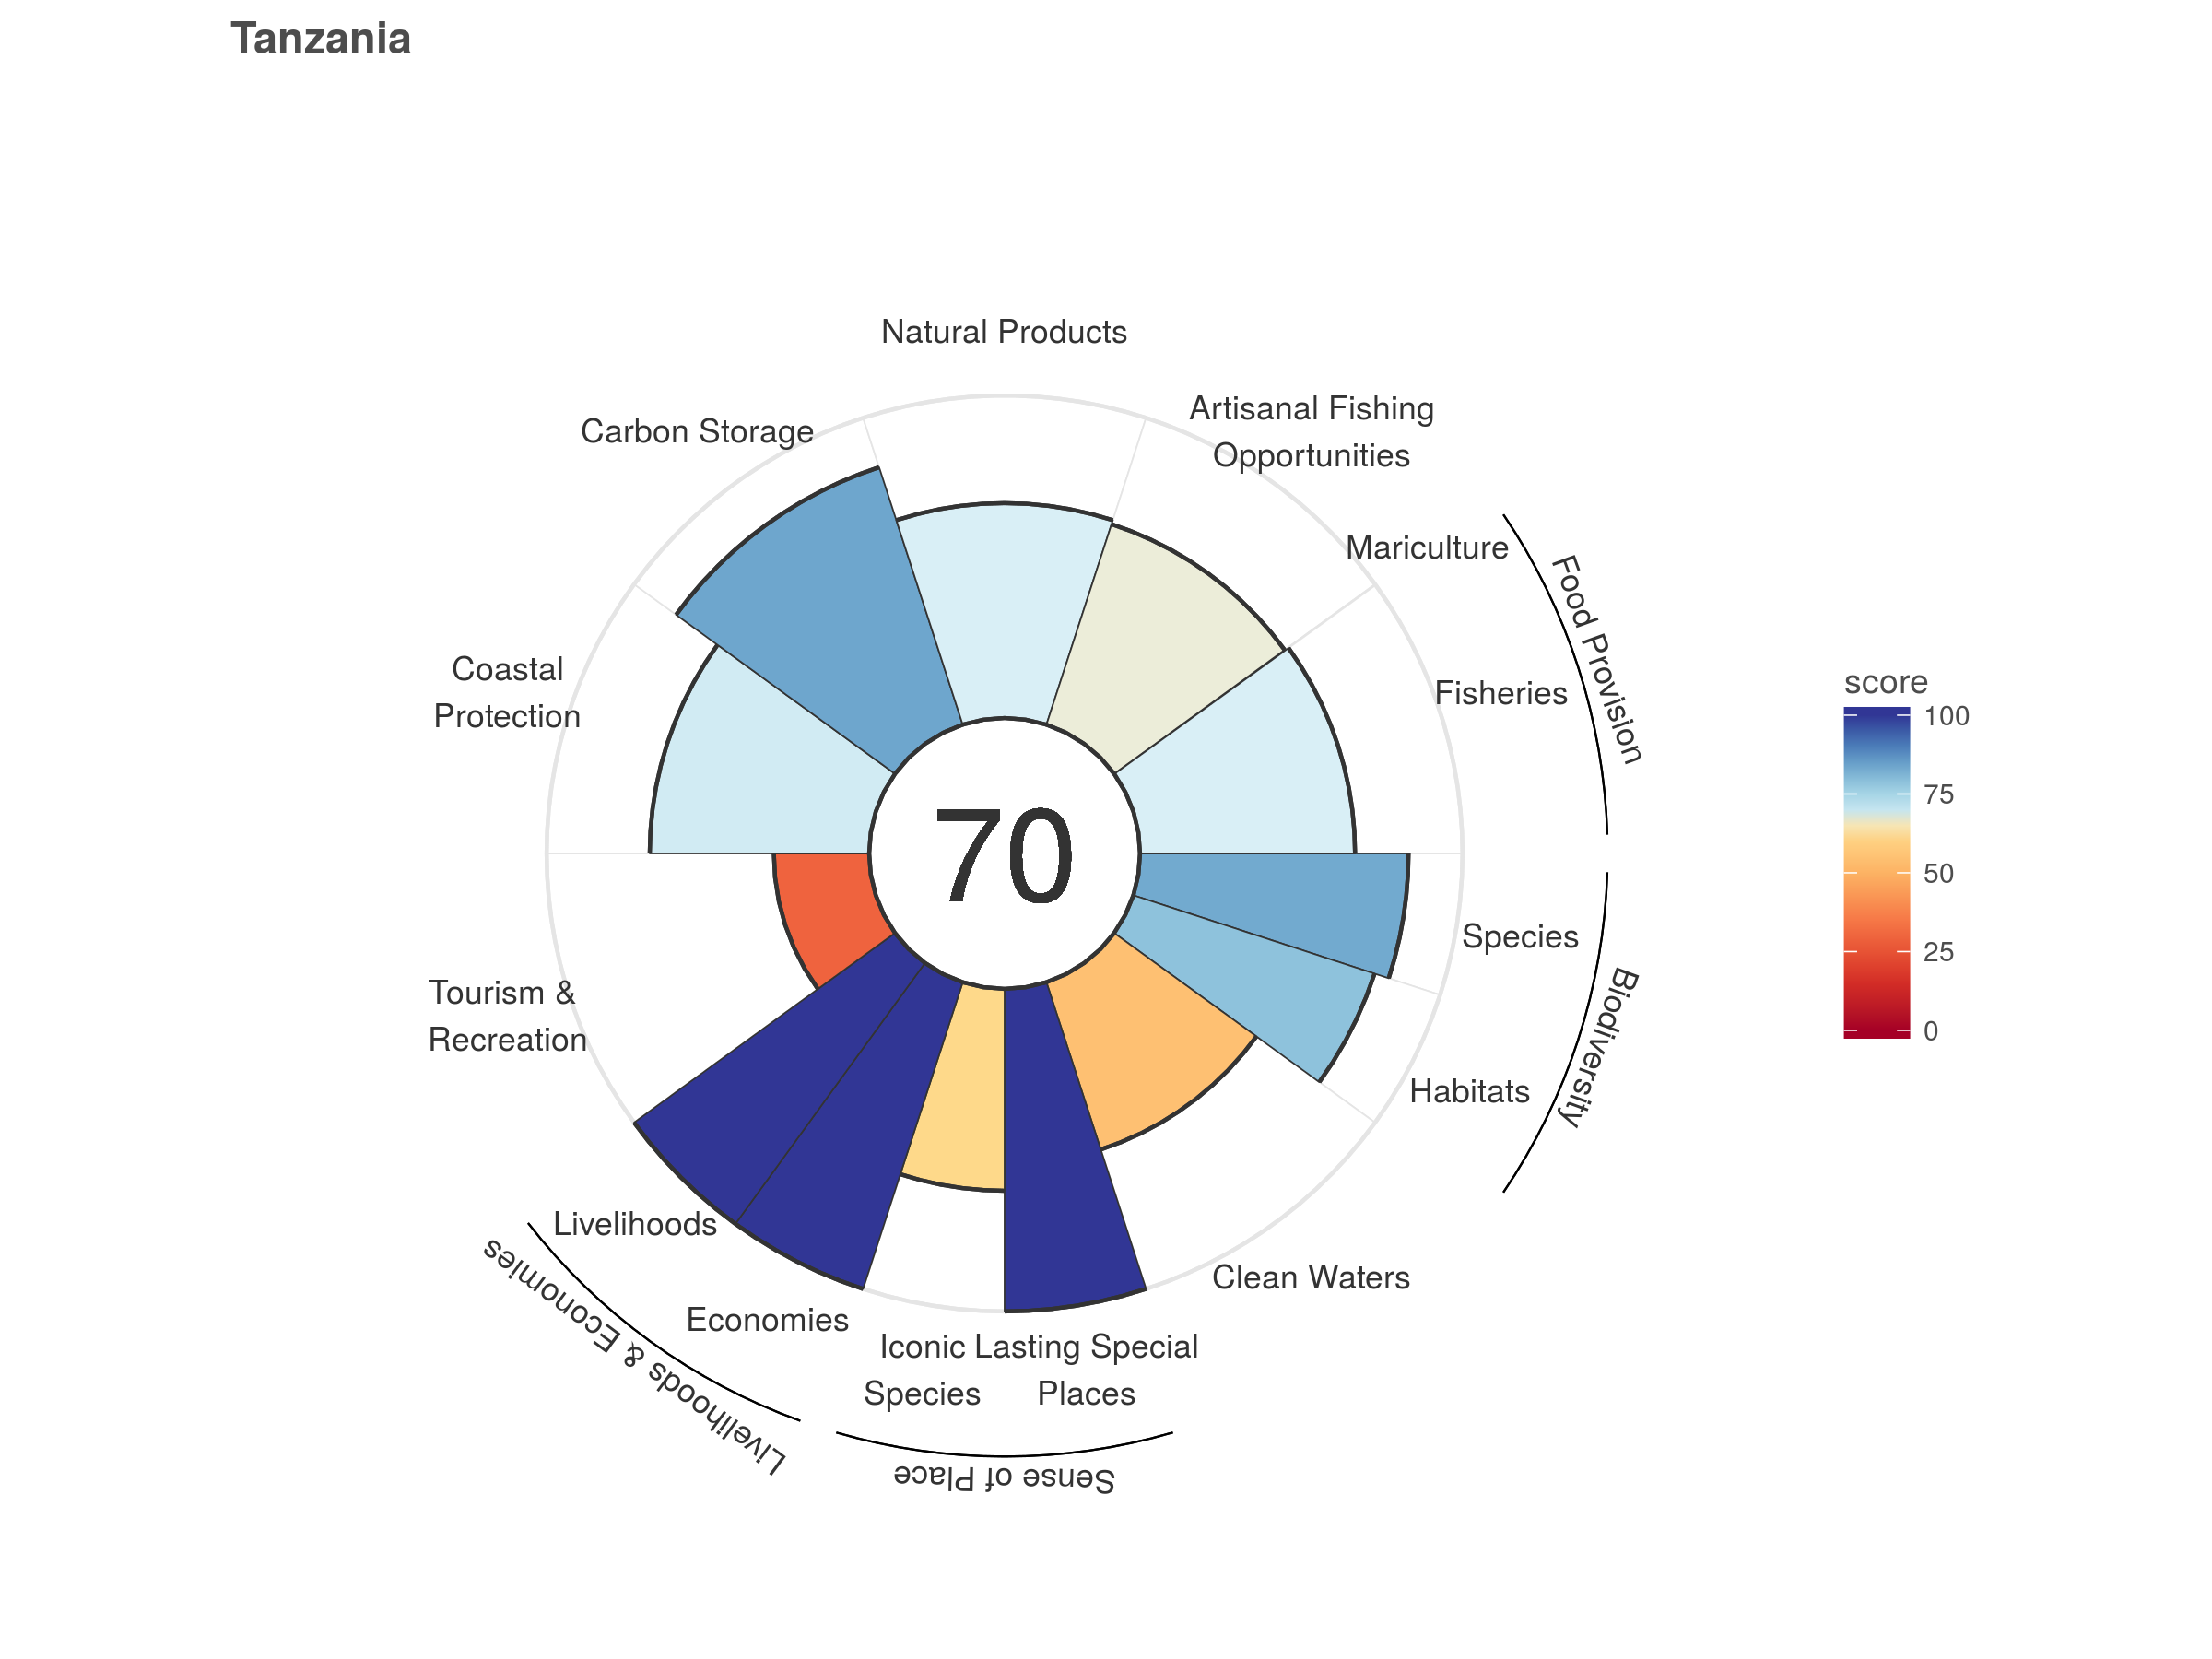 Tanzania
Natural Products
Artisanal Fishing
Opportunities
Carbon Storage
Mariculture
Food Provision
Fisheries
Coastal
Protection
70
score
100
75
50
25
0
Species
Biodiversity
Habitats
Tourism &
Recreation
Livelihoods
Livelihoods & Economies
Economies
Clean Waters
Iconic
Species
Lasting Special
Places
Sense of Place